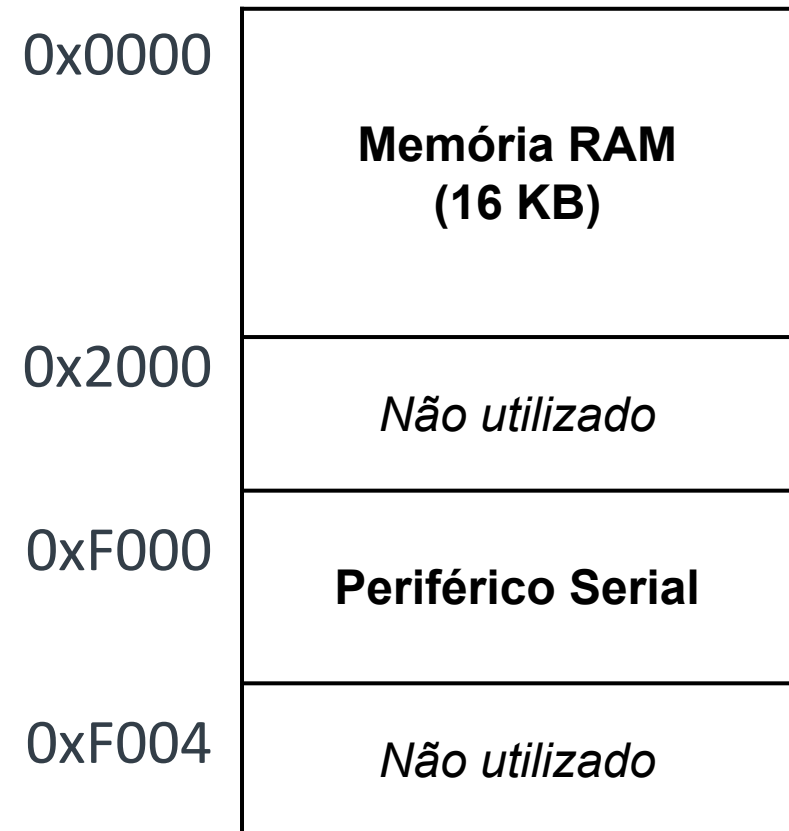 0x0000
Memória RAM
(16 KB)
0x2000
Não utilizado
0xF000
Periférico Serial
0xF004
Não utilizado